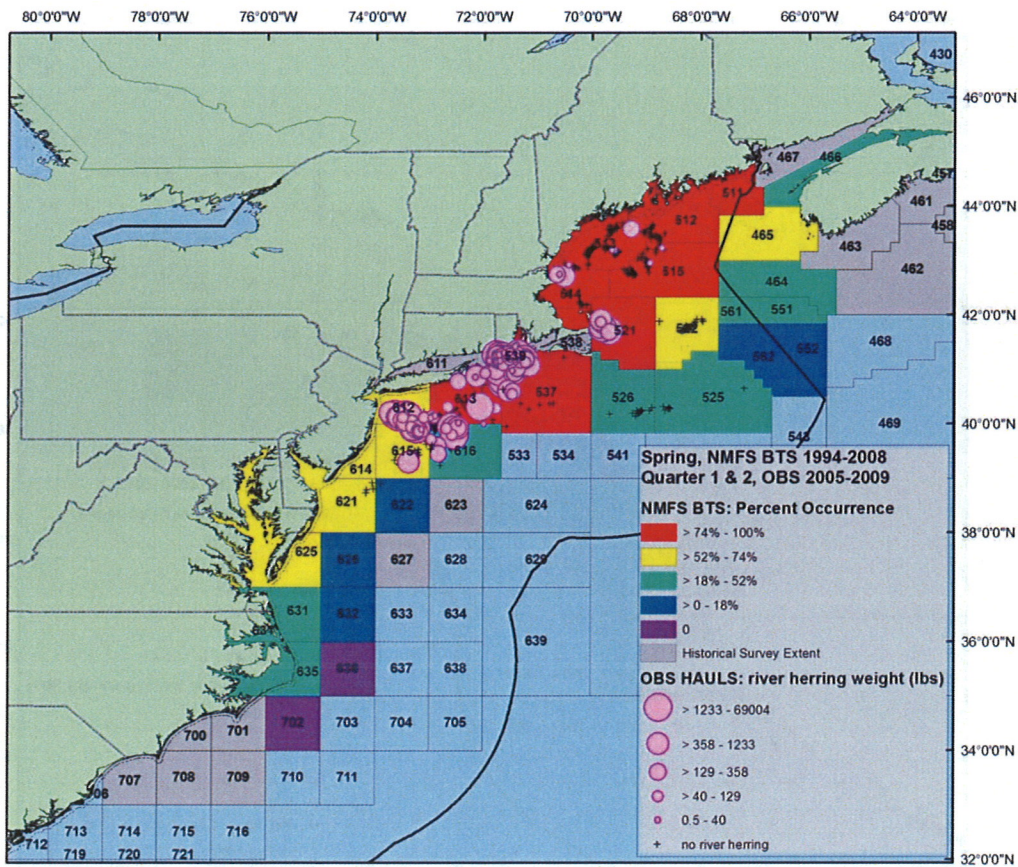 80°0'0"W 78°0'0"W 76°0'0"W 74°0'0"W 72°0'0"W 70°0'0"W 68°0'0"W 66°0'0"W 64°0'0"W
430
46°0'0"N
467 466
457
511
461
44°0'0"N
512
458
465
463
515
462
464
514
42°0'0"N
561 551
521
468
538
539
552
611
562
537
526 525
612 613
40°0'0"N
469
543
615 616
533 534 541
614
621 622 623 624
38°0'0"N
625
626 627 628 629
631
632 633 634
639
36°0'0"N
635 636 637 638
700 701 702 703 704 705
34°0'0"N
707 708 709 710 711
706
713 714 715 716
712
719 720 721
32°0'0"N
Spring, NMFS BTS 1994-2008
Quarter 1 & 2, OBS 2005-2009
NMFS BTS: Percent Occurrence
> 74% - 100%
> 52% - 74%
> 18% - 52%
> 0 - 18%
0
Historical Survey Extent
OBS HAULS: river herring weight (lbs)
> 1233 - 69004
> 358 - 1233
> 129 - 358
> 40 - 129
0.5 - 40
no river herring